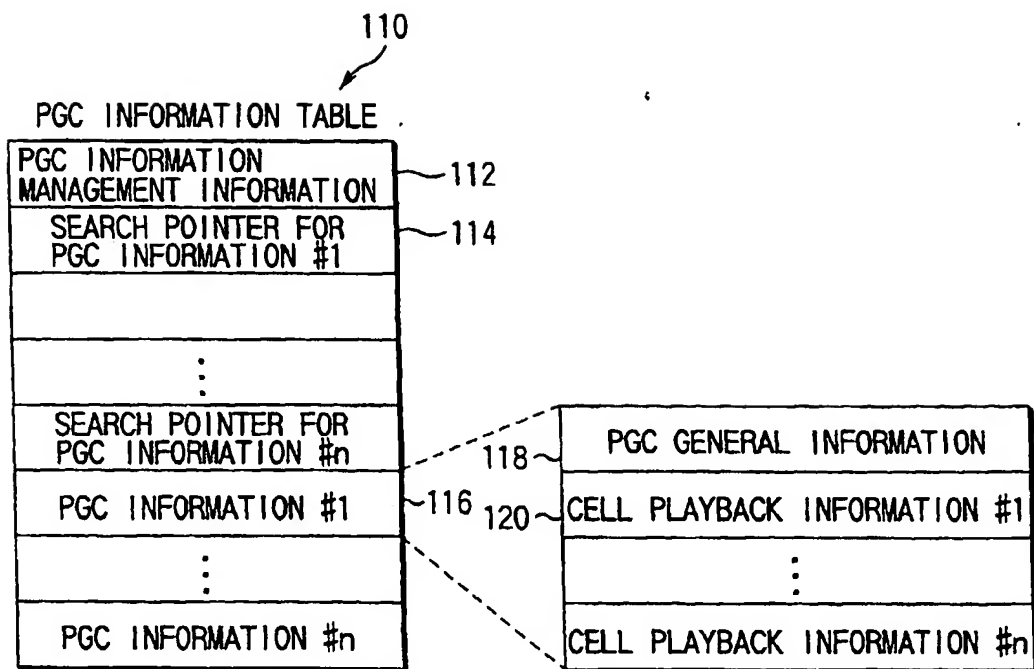 110
PGC INFORMATION TABLE
PGC INFORMATION
MANAGEMENT INFORMATION
112
SEARCH POINTER FOR
PGC INFORMATION #1
114
SEARCH POINTER FOR
PGC INFORMATION #n
PGC INFORMATION #1
116
PGC INFORMATION #n
118
PGC GENERAL INFORMATION
120
CELL PLAYBACK INFORMATION #1
CELL PLAYBACK INFORMATION #n